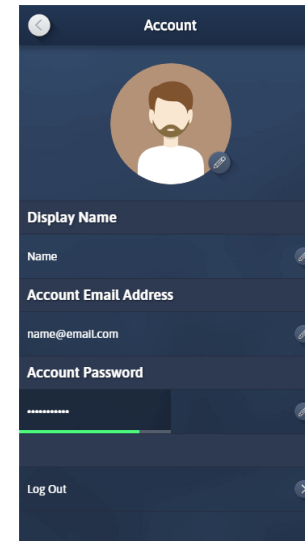 Account
Display Name
Name
Account Email Address
name@email.com
Account Password
•••••••••••
Log Out